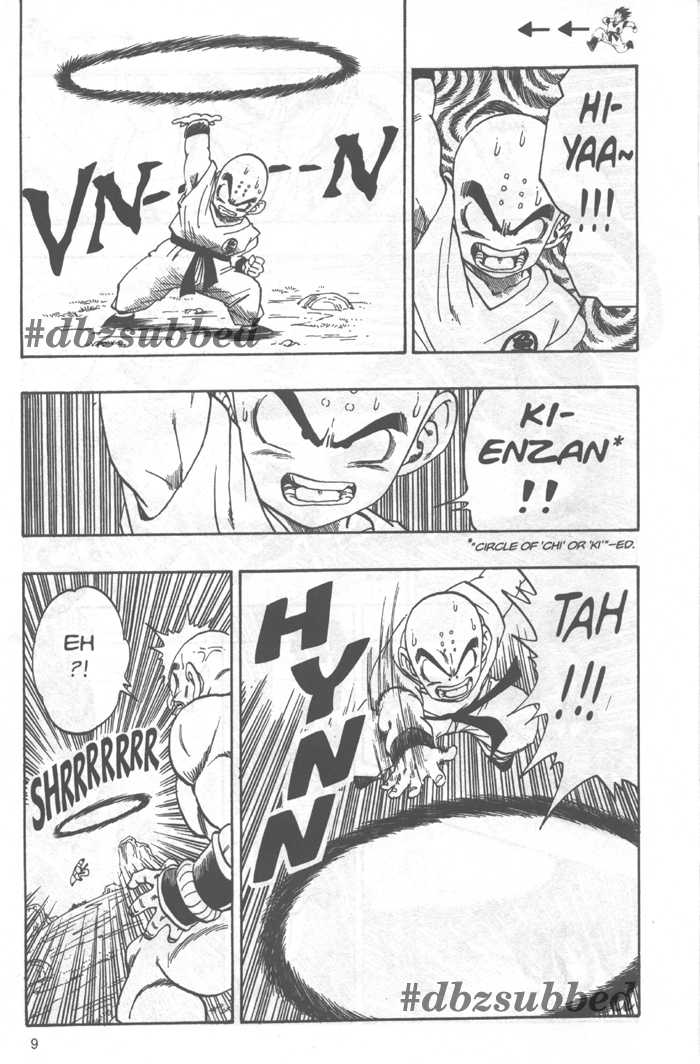 HI-
YAA~
!!!
VN-----N
#dbzsubbed
KI-
ENZAN*
!!
*"CIRCLE OF 'CHI' OR 'KI'"-ED.
TAH
!!!
HYNN
EH
?!
SHRRRRRRR
#dbzsubbed
9